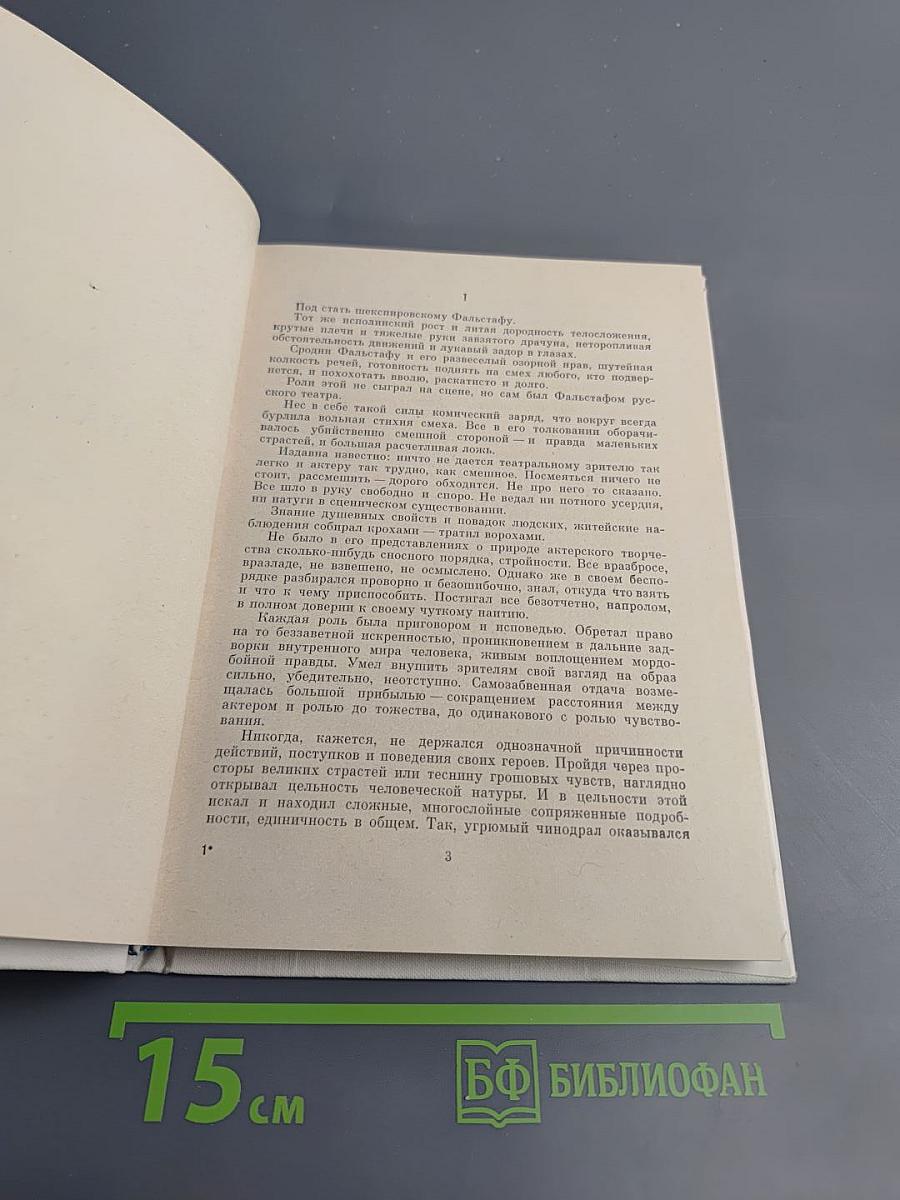 1
Под стать шекспировскому Фальстафу.
Тот же исполинский рост и литая дородность телосложения,
крутые плечи и тяжелые руки завзятого драчуна, неторопливая
обстоятельность движений и лукавый задор в глазах.
Сродни Фальстафу и его развеселый озорной нрав, шутейная
колкость речей, готовность поднять на смех любого, кто подвер-
нется, и похохотать вволю, раскатисто и долго.
Роли этой не сыграл на сцене, но сам был Фальстафом рус-
ского театра.
Нес в себе такой силы комический заряд, что вокруг всегда
бурлила вольная стихия смеха. Все в его толковании оборачи-
валось убийственно смешной стороной — и правда маленьких
страстей, и большая расчетливая ложь.
Издавна известно: ничто не дается театральному зрителю так
легко и актеру так трудно, как смешное. Посмеяться ничего не
стоит, рассмешить — дорого обходится. Не про него то сказано.
Все шло в руку свободно и споро. Не ведал ни потного усердия,
ни натуги в сценическом существовании.
Знание душевных свойств и повадок людских, житейские на-
блюдения собирал крохами — тратил ворохами.
Не было в его представлениях о природе актерского творче-
ства сколько-нибудь сносного порядка, стройности. Все вразброс,
вразладе, не взвешено, не осмыслено. Однако же в своем беспо-
рядке разбирался проворно и безошибочно, знал, откуда что взять
и что к чему приспособить. Постигал все безотчетно, напролом,
в полном доверии к своему чуткому наитию.
Каждая роль была приговором и исповедью. Обретал право
на то беззаветной искренностью, проникновением в дальние зад-
ворки внутреннего мира человека, живым воплощением мордо-
бойной правды. Умел внушить зрителям свой взгляд на образ
сильно, убедительно, неотступно. Самозабвенная отдача возме-
щалась большой прибылью — сокращением расстояния между
актером и ролью до тожества, до одинакового с ролью чувство-
вания.
Никогда, кажется, не держался однозначной причинности
действий, поступков и поведения своих героев. Пройдя через про-
сторы великих страстей или теснину грошовых чувств, наглядно
открывал цельность человеческой натуры. И в цельности этой
искал и находил сложные, многослойные сопряженные подроб-
ности, единичность в общем. Так, угрюмый чинодрал оказывался
1*
3
15 см
БФ БИБЛИОФАН